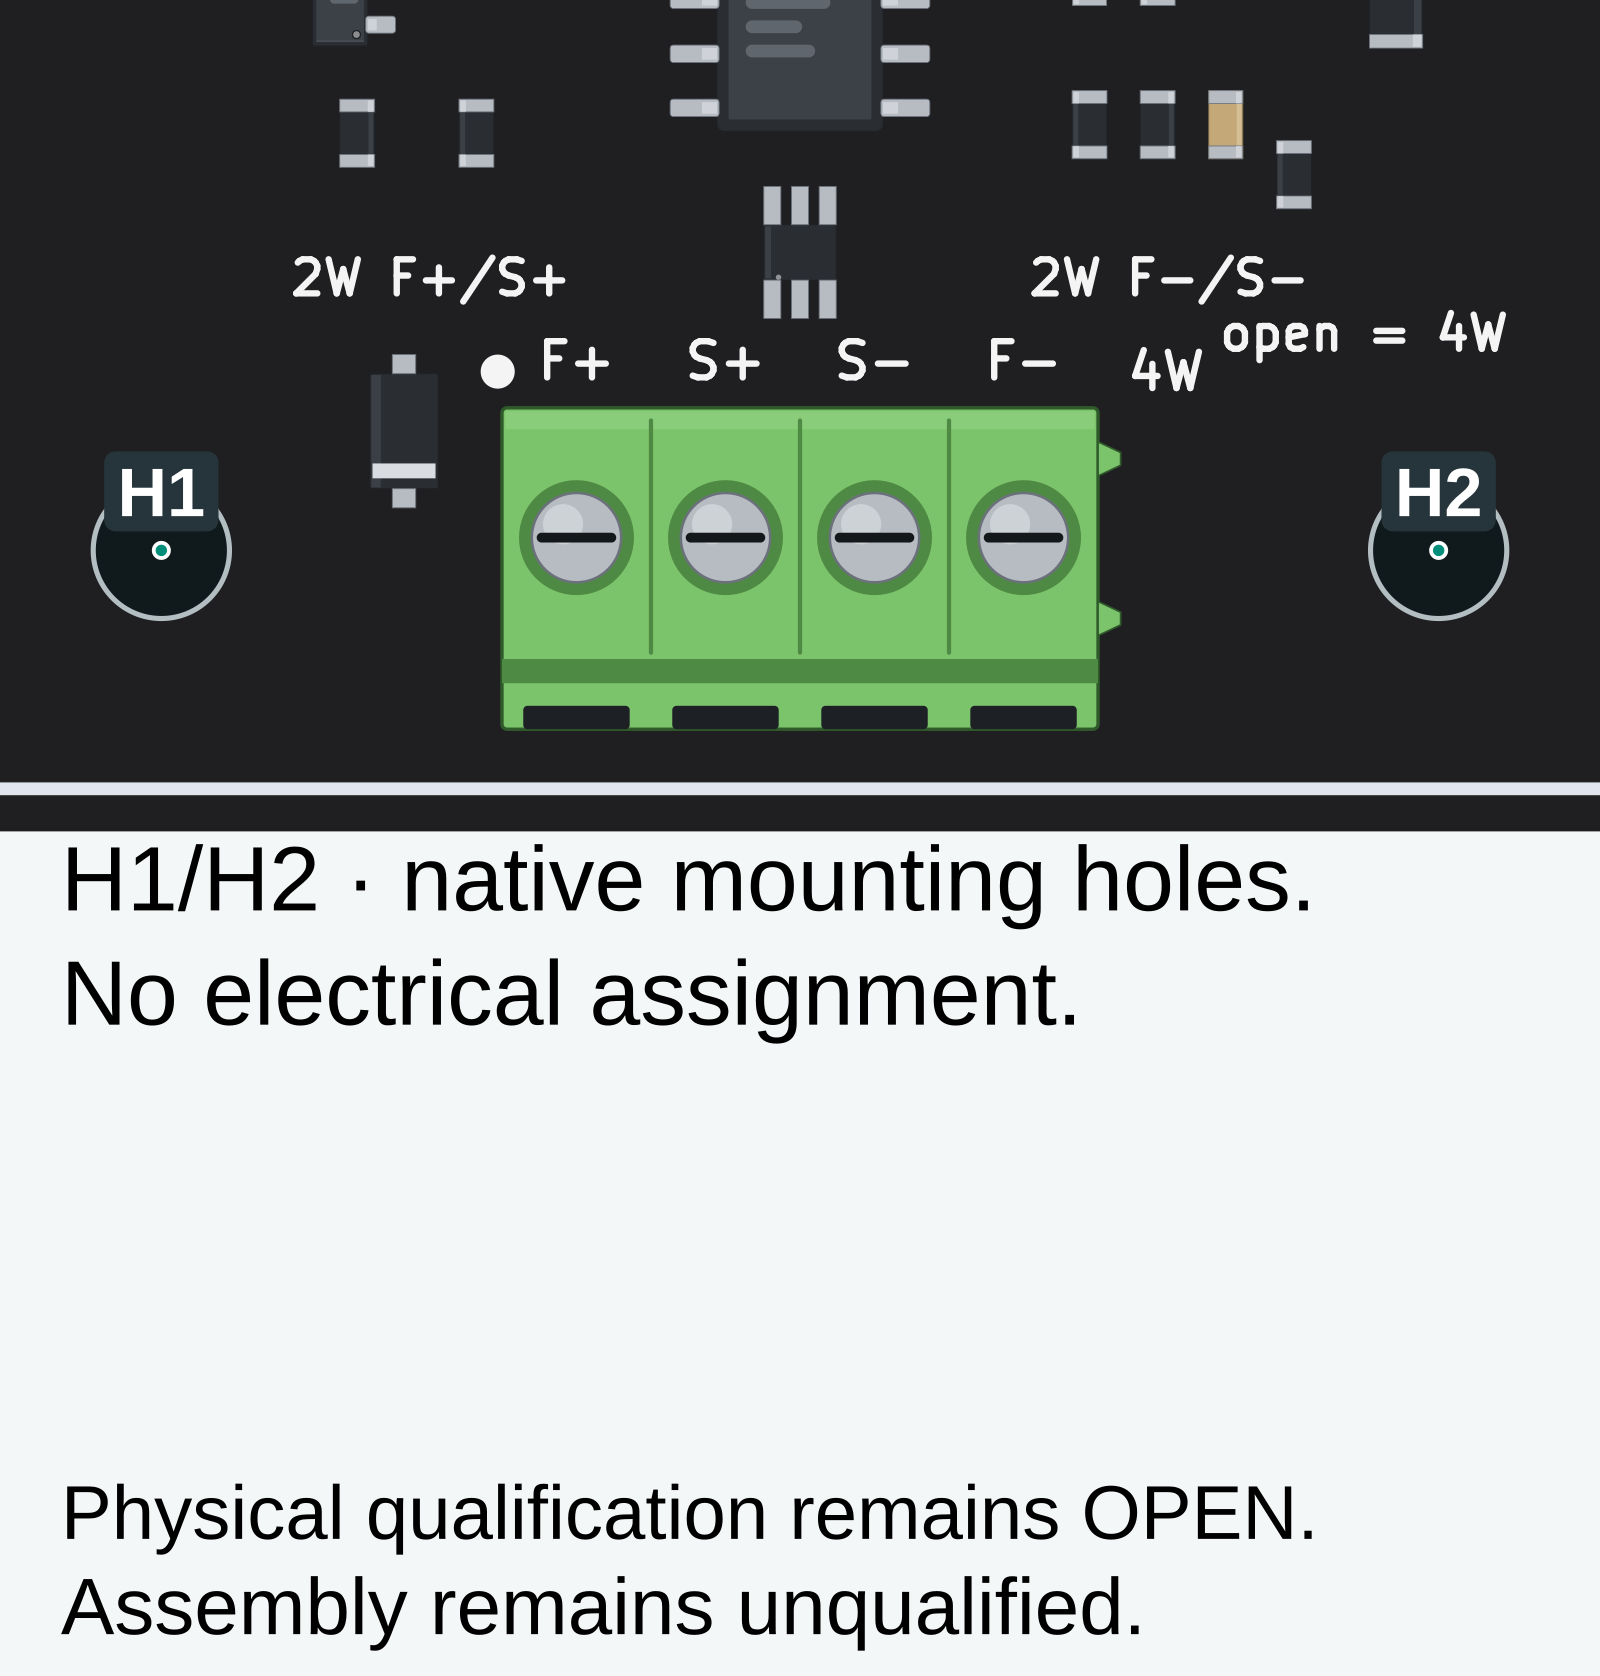 2W F+/S+
2W F-/S-
open = 4W
F+ S+ S- F- 4W
H1
H2
H1/H2 · native mounting holes.
No electrical assignment.
Physical qualification remains OPEN.
Assembly remains unqualified.